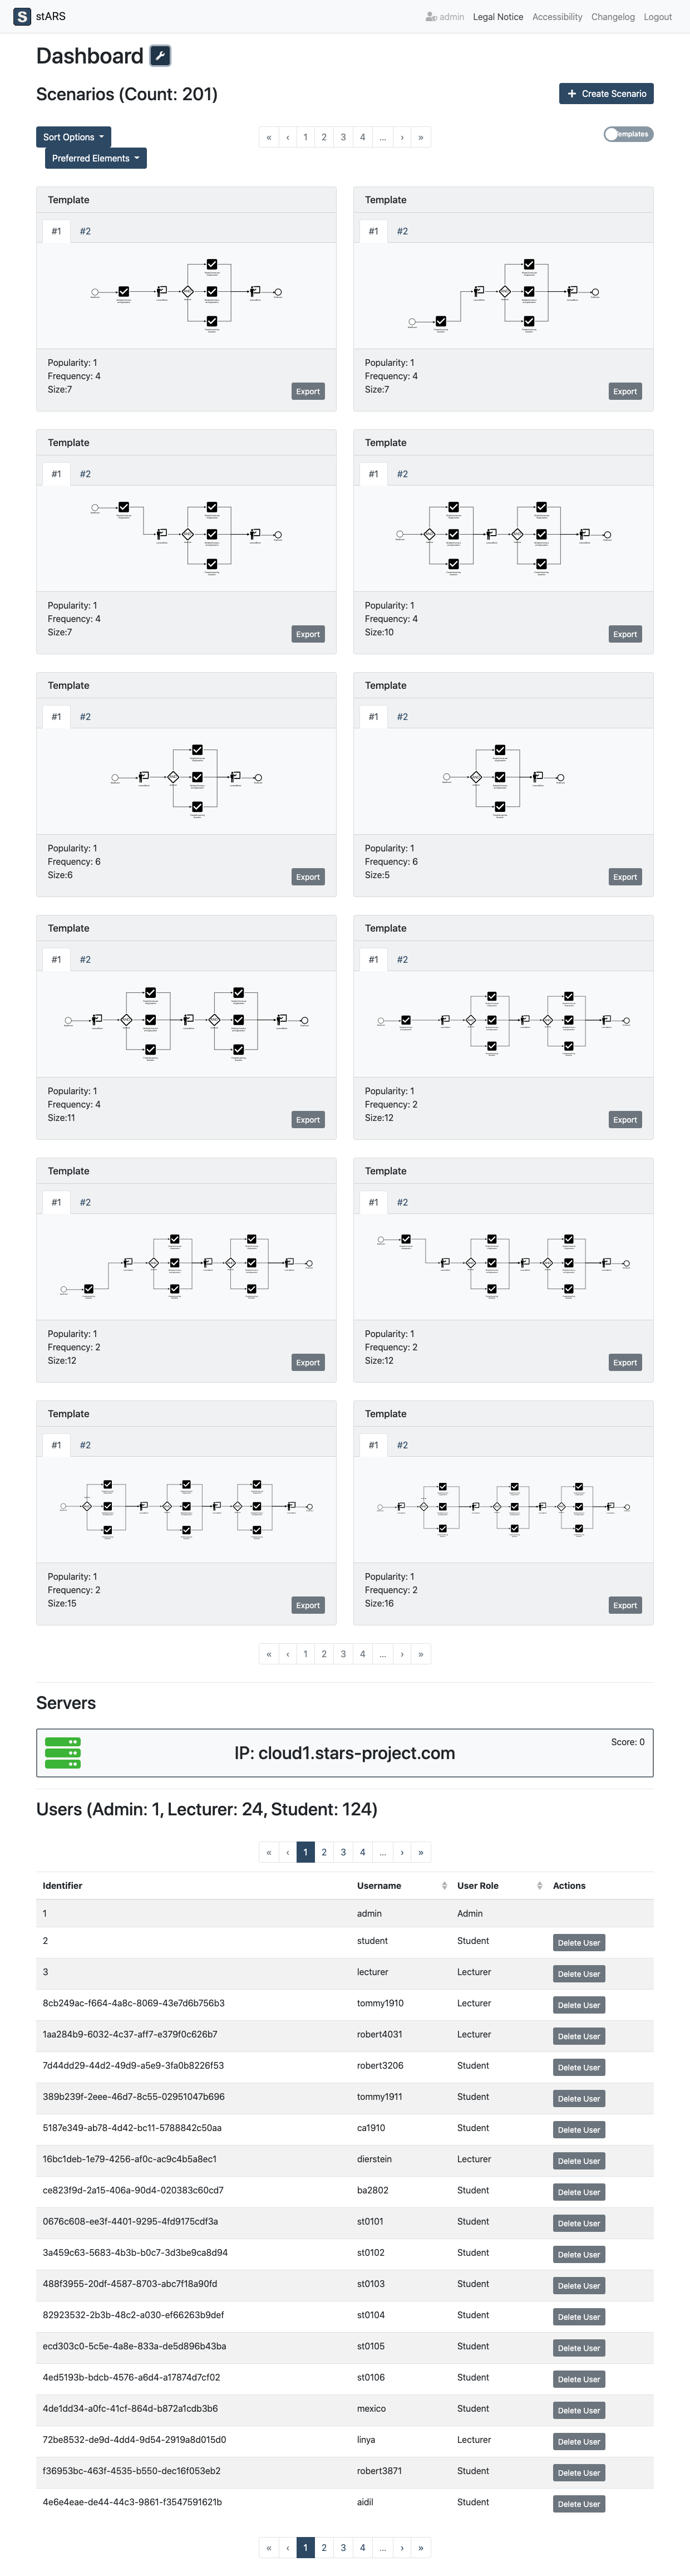 S stARS
admin Legal Notice Accessibility Changelog Logout
Dashboard
Scenarios (Count: 201)
+ Create Scenario
Sort Options
« ‹ 1 2 3 4 ... › »
Templates
Preferred Elements
Template
#1 #2
Popularity: 1
Frequency: 4
Size:7
Export
Template
#1 #2
Popularity: 1
Frequency: 4
Size:7
Export
Template
#1 #2
Popularity: 1
Frequency: 4
Size:7
Export
Template
#1 #2
Popularity: 1
Frequency: 4
Size:10
Export
Template
#1 #2
Popularity: 1
Frequency: 6
Size:6
Export
Template
#1 #2
Popularity: 1
Frequency: 6
Size:5
Export
Template
#1 #2
Popularity: 1
Frequency: 4
Size:11
Export
Template
#1 #2
Popularity: 1
Frequency: 2
Size:12
Export
Template
#1 #2
Popularity: 1
Frequency: 2
Size:12
Export
Template
#1 #2
Popularity: 1
Frequency: 2
Size:12
Export
Template
#1 #2
Popularity: 1
Frequency: 2
Size:15
Export
Template
#1 #2
Popularity: 1
Frequency: 2
Size:16
Export
« ‹ 1 2 3 4 ... › »
Servers
IP: cloud1.stars-project.com
Score: 0
Users (Admin: 1, Lecturer: 24, Student: 124)
« ‹ 1 2 3 4 ... › »
Identifier Username User Role Actions
1 admin Admin
2 student Student Delete User
3 lecturer Lecturer Delete User
8cb249ac-f664-4a8c-8069-43e7d6b756b3 tommy1910 Lecturer Delete User
1aa284b9-6032-4c37-aff7-e379f0c626b7 robert4031 Lecturer Delete User
7d44dd29-44d2-49d9-a5e9-3fa0b8226f53 robert3206 Student Delete User
389b239f-2eee-46d7-8c55-02951047b696 tommy1911 Student Delete User
5187e349-ab78-4d42-bc11-5788842c50aa ca1910 Student Delete User
16bc1deb-1e79-4256-af0c-ac9c4b5a8ec1 dierstein Lecturer Delete User
ce823f9d-2a15-406a-90d4-020383c60cd7 ba2802 Student Delete User
0676c608-ee3f-4401-9295-4fd9175cdf3a st0101 Student Delete User
3a459c63-5683-4b3b-b0c7-3d3be9ca8d94 st0102 Student Delete User
488f3955-20df-4587-8703-abc7f18a90fd st0103 Student Delete User
82923532-2b3b-48c2-a030-ef66263b9def st0104 Student Delete User
ecd303c0-5c5e-4a8e-833a-de5d896b43ba st0105 Student Delete User
4ed5193b-bdcb-4576-a6d4-a17874d7cf02 st0106 Student Delete User
4de1dd34-a0fc-41cf-864d-b872a1cdb3b6 mexico Student Delete User
72be8532-de9d-4dd4-9d54-2919a8d015d0 linya Lecturer Delete User
f36953bc-463f-4535-b550-dec16f053eb2 robert3871 Student Delete User
4e6e4eae-de44-44c3-9861-f3547591621b aidil Student Delete User
« ‹ 1 2 3 4 ... › »